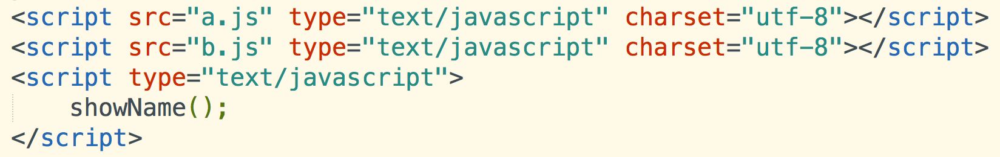 <script src="a.js" type="text/javascript" charset="utf-8"></script>
<script src="b.js" type="text/javascript" charset="utf-8"></script>
<script type="text/javascript">
    showName();
</script>